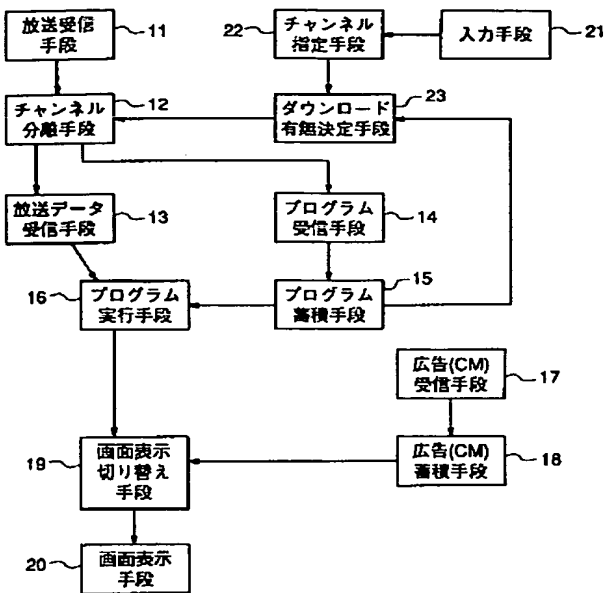 放送受信
手段
11
22
チャンネル
指定手段
入力手段
21
チャンネル
分離手段
12
ダウンロード
有無決定手段
23
放送データ
受信手段
13
プログラム
受信手段
14
16
プログラム
実行手段
プログラム
蓄積手段
15
広告(CM)
受信手段
17
19
画面表示
切り替え
手段
広告(CM)
蓄積手段
18
20
画面表示
手段